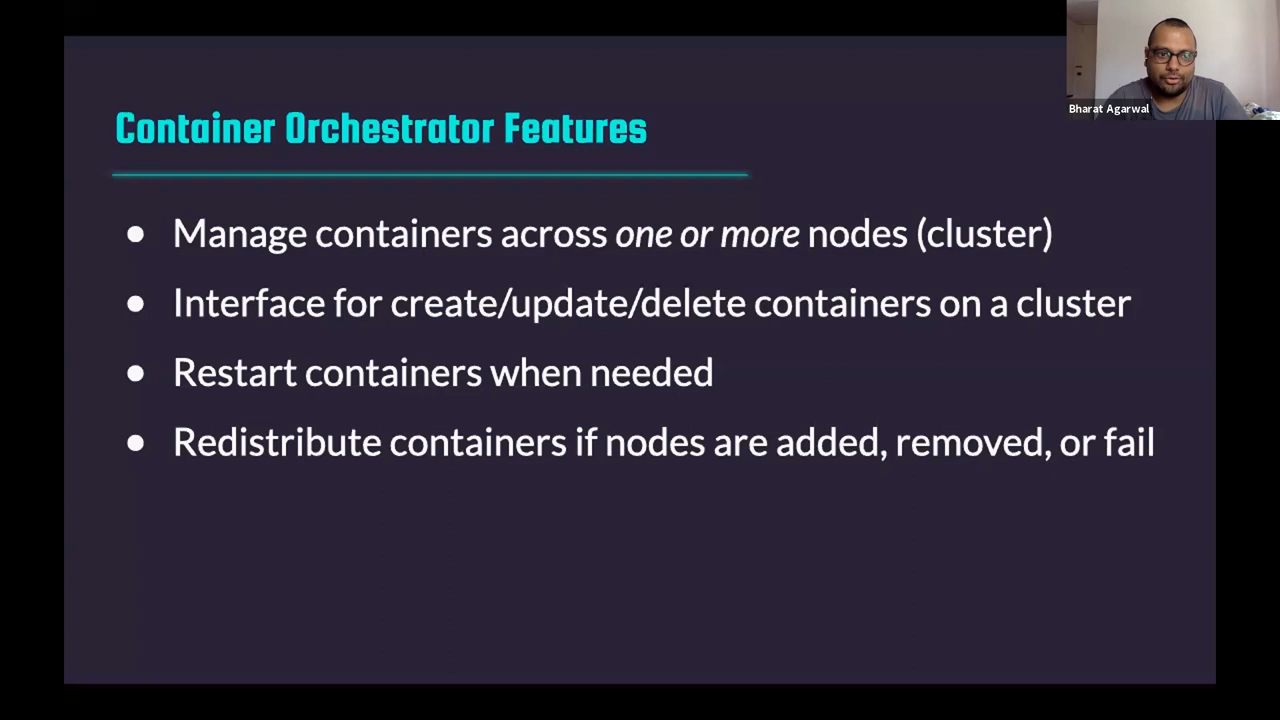 Container Orchestrator Features
● Manage containers across one or more nodes (cluster)
● Interface for create/update/delete containers on a cluster
● Restart containers when needed
● Redistribute containers if nodes are added, removed, or fail
Bharat Agarwal